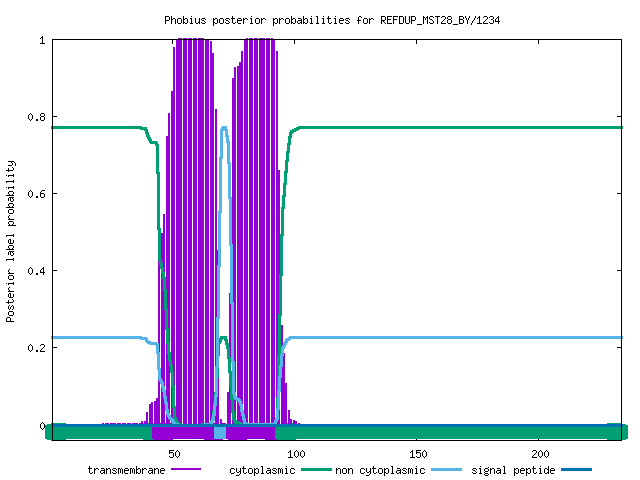 Phobius posterior probabilities for REFDUP_MST28_BY/1234
1
0.8
0.6
0.4
0.2
0
Posterior label probability
50
100
150
200
transmembrane
cytoplasmic
non cytoplasmic
signal peptide